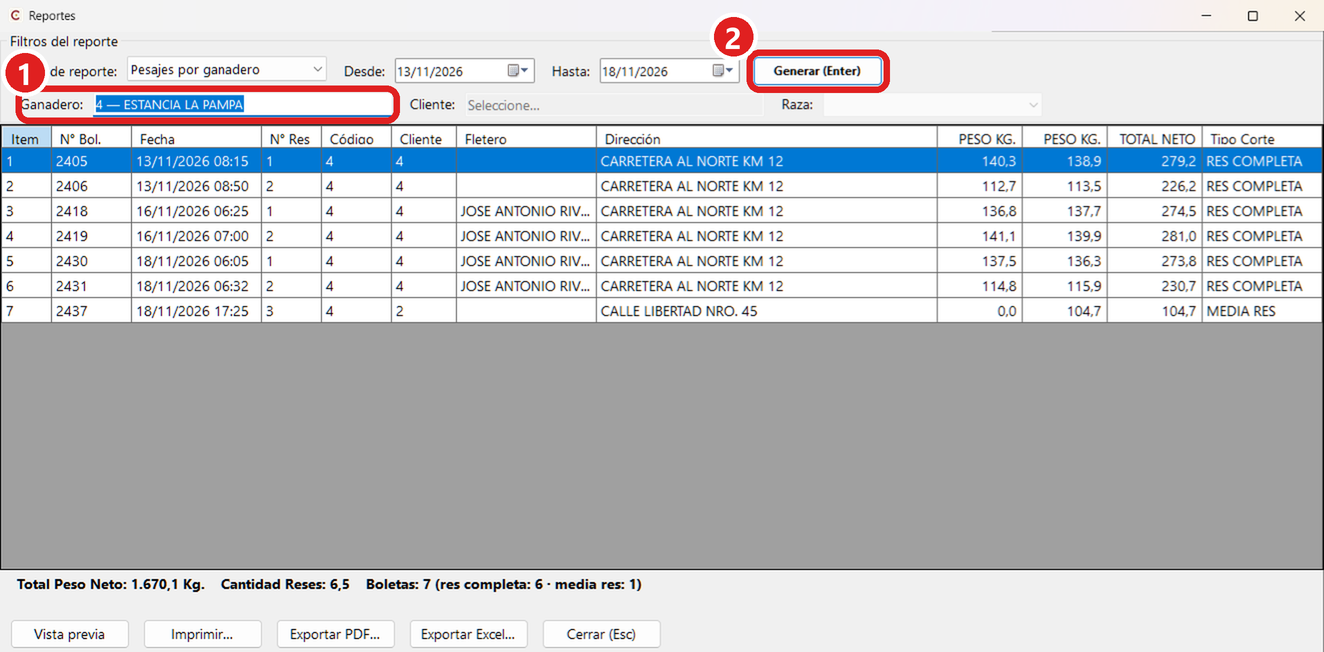 Reportes
Filtros del reporte
1 de reporte: Pesajes por ganadero Desde: 13/11/2026 Hasta: 18/11/2026 2 Generar (Enter)
Ganadero: 4 — ESTANCIA LA PAMPA Cliente: Seleccione... Raza:
Item N° Bol. Fecha N° Res Código Cliente Fletero Dirección PESO KG. PESO KG. TOTAL NETO Tipo Corte
1 2405 13/11/2026 08:15 1 4 4 CARRETERA AL NORTE KM 12 140,3 138,9 279,2 RES COMPLETA
2 2406 13/11/2026 08:50 2 4 4 CARRETERA AL NORTE KM 12 112,7 113,5 226,2 RES COMPLETA
3 2418 16/11/2026 06:25 1 4 4 JOSE ANTONIO RIV... CARRETERA AL NORTE KM 12 136,8 137,7 274,5 RES COMPLETA
4 2419 16/11/2026 07:00 2 4 4 JOSE ANTONIO RIV... CARRETERA AL NORTE KM 12 141,1 139,9 281,0 RES COMPLETA
5 2430 18/11/2026 06:05 1 4 4 JOSE ANTONIO RIV... CARRETERA AL NORTE KM 12 137,5 136,3 273,8 RES COMPLETA
6 2431 18/11/2026 06:32 2 4 4 JOSE ANTONIO RIV... CARRETERA AL NORTE KM 12 114,8 115,9 230,7 RES COMPLETA
7 2437 18/11/2026 17:25 3 4 2 CALLE LIBERTAD NRO. 45 0,0 104,7 104,7 MEDIA RES
Total Peso Neto: 1.670,1 Kg. Cantidad Reses: 6,5 Boletas: 7 (res completa: 6 · media res: 1)
Vista previa Imprimir... Exportar PDF... Exportar Excel... Cerrar (Esc)